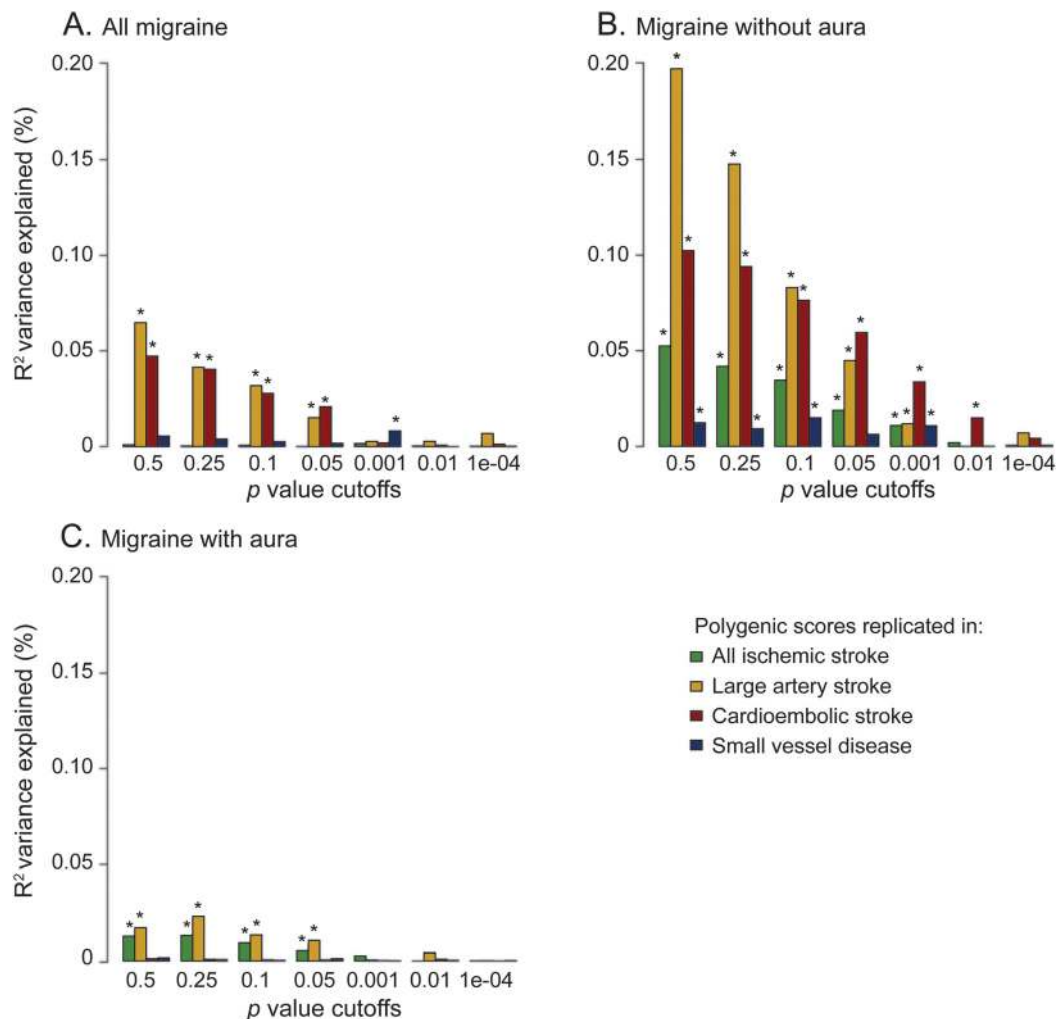 A. All migraine
0.20
0.15
0.10
0.05
0
R² variance explained (%)
* * * * * * * * *
0.5 0.25 0.1 0.05 0.001 0.01 1e-04
p value cutoffs
B. Migraine without aura
0.20
0.15
0.10
0.05
0
* * * * * * * * * * * * * * * * * * * *
0.5 0.25 0.1 0.05 0.001 0.01 1e-04
p value cutoffs
C. Migraine with aura
0.20
0.15
0.10
0.05
0
R² variance explained (%)
* * * * * * * *
0.5 0.25 0.1 0.05 0.001 0.01 1e-04
p value cutoffs
Polygenic scores replicated in:
All ischemic stroke
Large artery stroke
Cardioembolic stroke
Small vessel disease